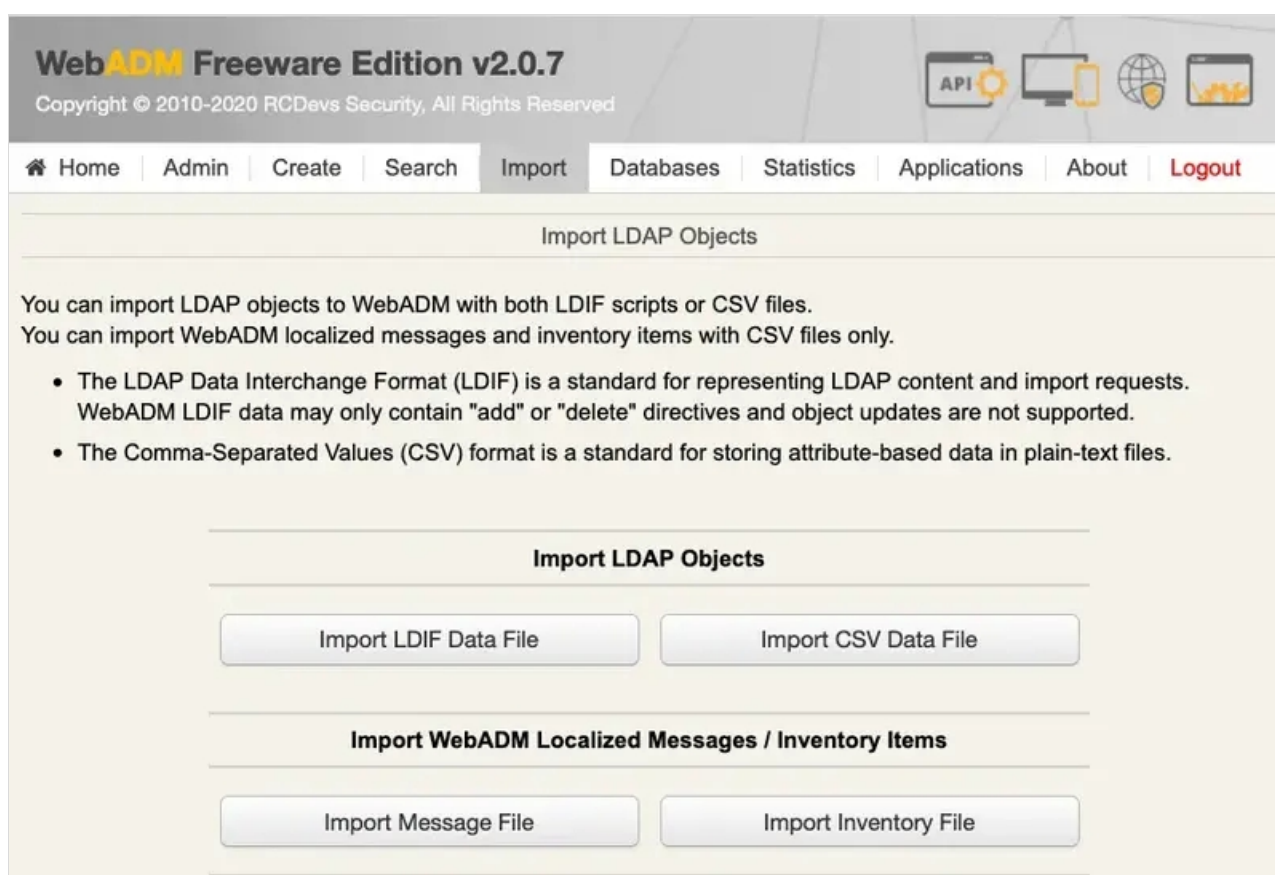 WebADM Freeware Edition v2.0.7
Copyright © 2010-2020 RCDevs Security, All Rights Reserved
API
Home Admin Create Search Import Databases Statistics Applications About Logout
Import LDAP Objects
You can import LDAP objects to WebADM with both LDIF scripts or CSV files.
You can import WebADM localized messages and inventory items with CSV files only.
• The LDAP Data Interchange Format (LDIF) is a standard for representing LDAP content and import requests.
WebADM LDIF data may only contain "add" or "delete" directives and object updates are not supported.
• The Comma-Separated Values (CSV) format is a standard for storing attribute-based data in plain-text files.
Import LDAP Objects
Import LDIF Data File Import CSV Data File
Import WebADM Localized Messages / Inventory Items
Import Message File Import Inventory File